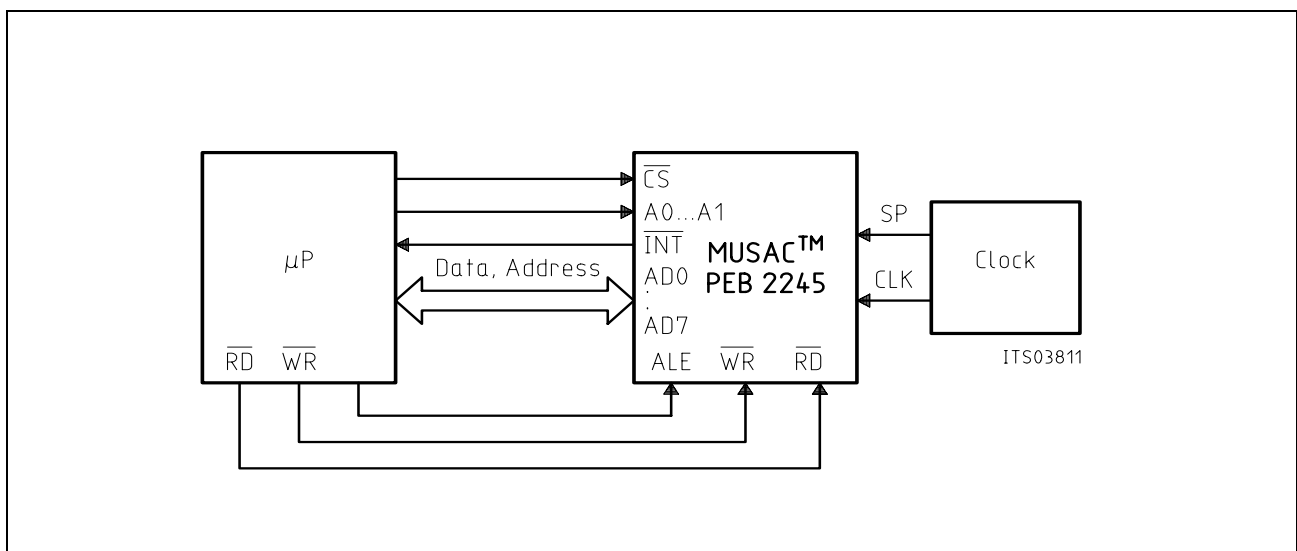 μP
RD WR
Data, Address
CS
A0...A1
INT
AD0
.
.
AD7
ALE WR RD
MUSAC™
PEB 2245
SP
CLK
Clock
ITS03811